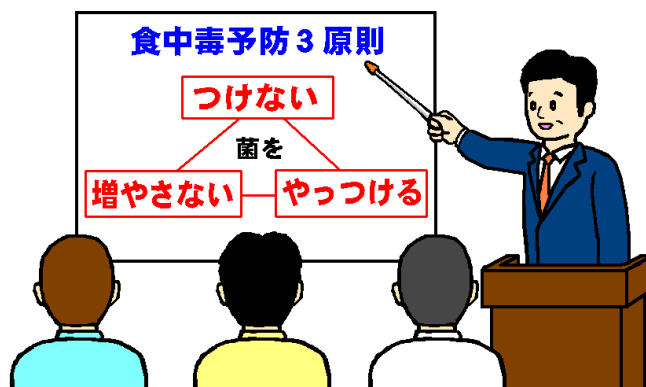 食中毒予防3原則
つけない
菌を
増やさない
やっつける